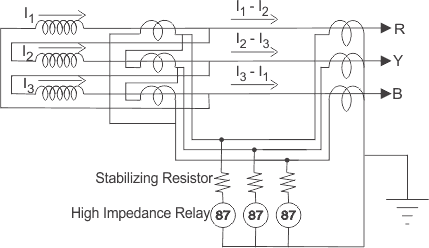 I1 I1 - I2 R
I2 I2 - I3 Y
I3 I3 - I1 B
Stabilizing Resistor
High Impedance Relay 87 87 87